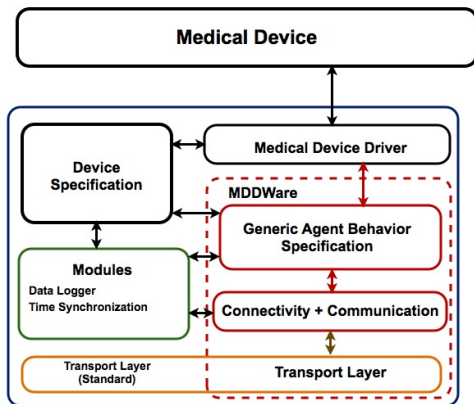 Medical Device
Medical Device Driver
Device
Specification
MDDWare
Generic Agent Behavior
Specification
Modules
Data Logger
Time Synchronization
Connectivity + Communication
Transport Layer
(Standard)
Transport Layer